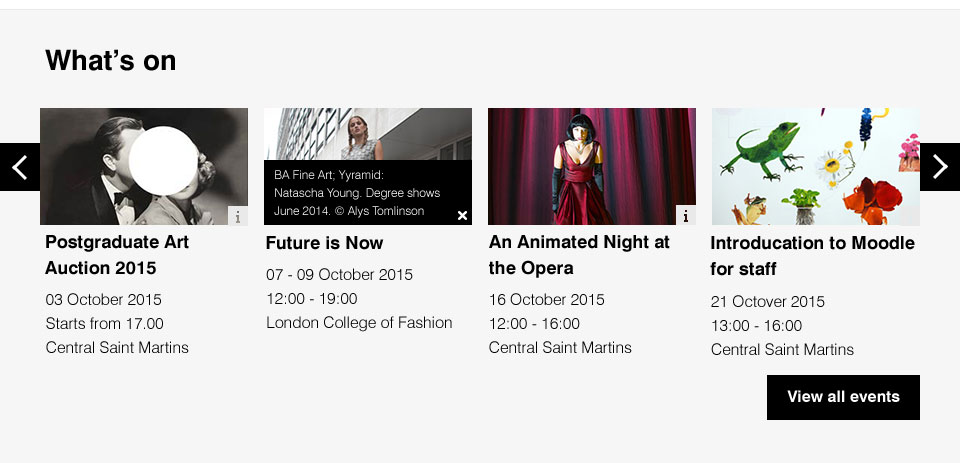 What’s on
BA Fine Art; Yyramid:
Natascha Young. Degree shows
June 2014. © Alys Tomlinson
i
i
Postgraduate Art
Auction 2015
03 October 2015
Starts from 17.00
Central Saint Martins
Future is Now
07 - 09 October 2015
12:00 - 19:00
London College of Fashion
An Animated Night at
the Opera
16 October 2015
12:00 - 16:00
Central Saint Martins
Introducation to Moodle
for staff
21 Octover 2015
13:00 - 16:00
Central Saint Martins
View all events